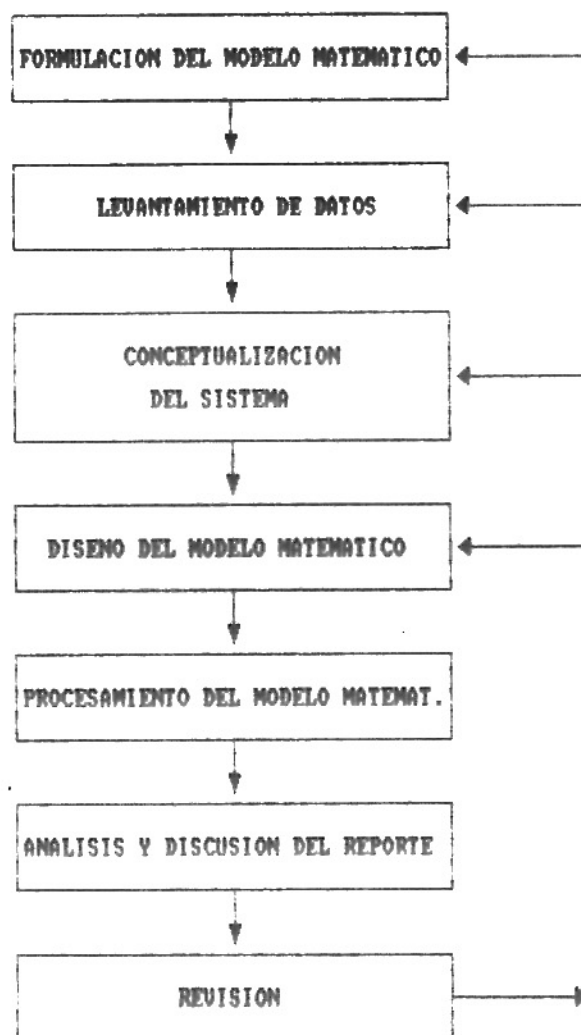 FORMULACION DEL MODELO MATEMATICO
LEVANTAMIENTO DE DATOS
CONCEPTUALIZACION
DEL SISTEMA
DISENO DEL MODELO MATEMATICO
PROCESAMIENTO DEL MODELO MATEMAT.
ANALISIS Y DISCUSION DEL REPORTE
REVISION